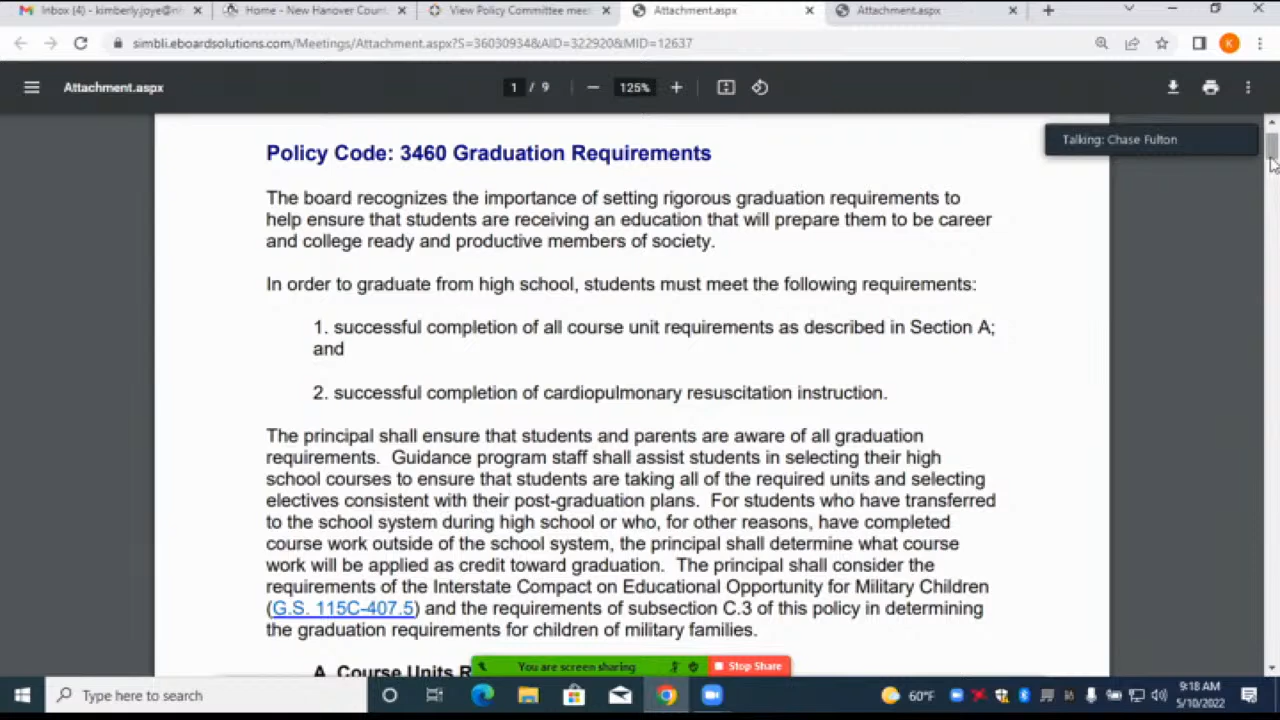 Inbox (210) - kimberly.joye@n
Home - New Hanover Coun
View Policy Committee mee
Attachment.aspx
Attachment.aspx
simbli.eboardsolutions.com/Meetings/Attachment.aspx?S=36030934&AID=322920&MID=12637
K
Attachment.aspx
1 / 9
125%
Talking: Chase Fulton
Policy Code: 3460 Graduation Requirements
The board recognizes the importance of setting rigorous graduation requirements to
help ensure that students are receiving an education that will prepare them to be career
and college ready and productive members of society.
In order to graduate from high school, students must meet the following requirements:
1. successful completion of all course unit requirements as described in Section A;
and
2. successful completion of cardiopulmonary resuscitation instruction.
The principal shall ensure that students and parents are aware of all graduation
requirements. Guidance program staff shall assist students in selecting their high
school courses to ensure that students are taking all of the required units and selecting
electives consistent with their post-graduation plans. For students who have transferred
to the school system during high school or who, for other reasons, have completed
course work outside of the school system, the principal shall determine what course
work will be applied as credit toward graduation. The principal shall consider the
requirements of the Interstate Compact on Educational Opportunity for Military Children
(G.S. 115C-407.5) and the requirements of subsection C.3 of this policy in determining
the graduation requirements for children of military families.
A. Course Units R
You are screen sharing
Stop Share
Type here to search
60°F
9:18 AM
5/10/2022